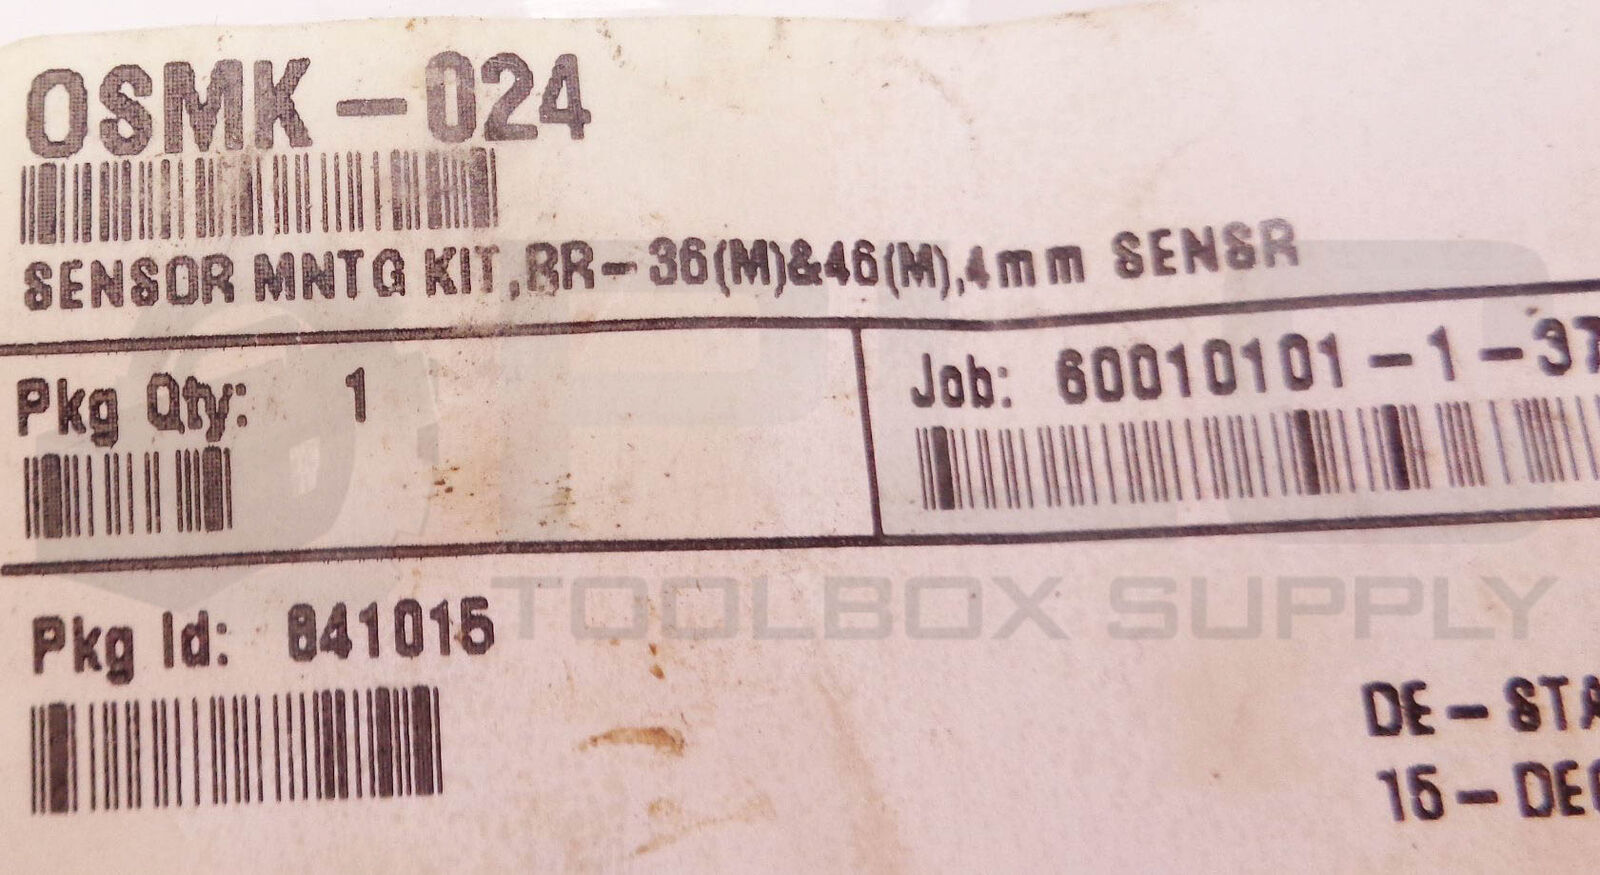 OSMK-024
SENSOR MNTG KIT,RR-36(M)&46(M),4mm SENSR
Pkg Qty: 1
Job: 60010101-1-37
Pkg Id: 841015
TOOLBOX SUPPLY
DE-STA
15-DEC